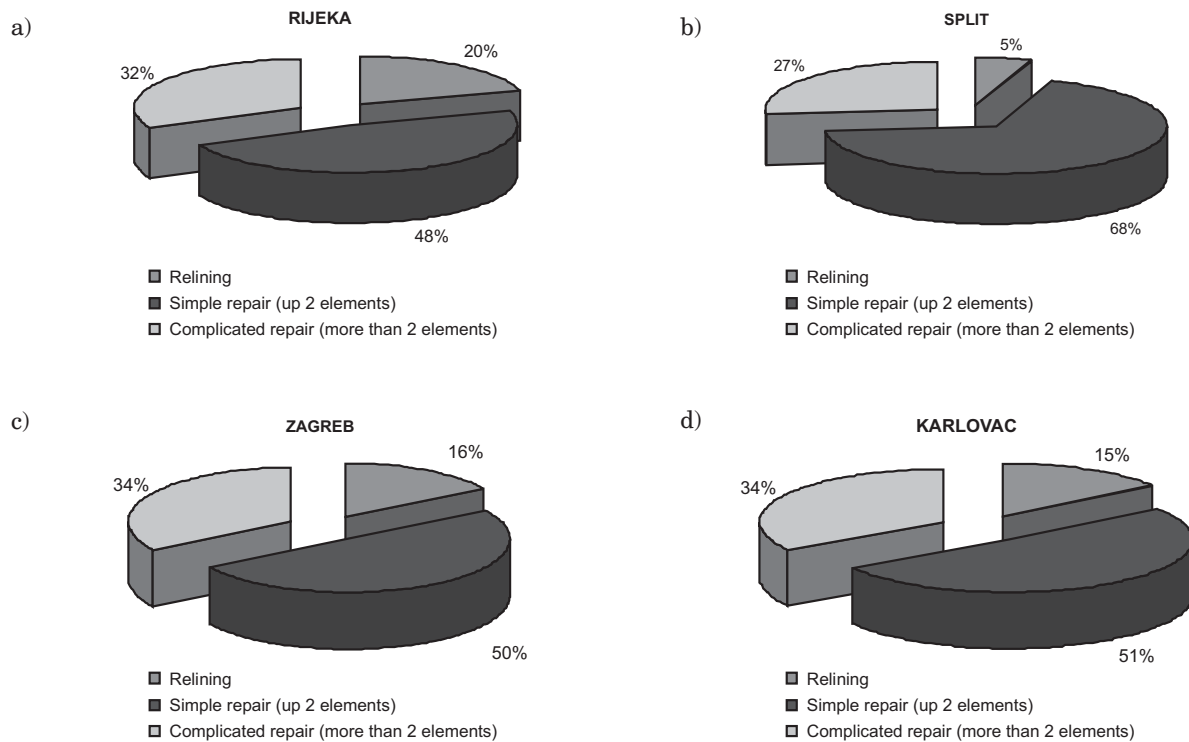 a)
RIJEKA
32%
20%
48%
Relining
Simple repair (up 2 elements)
Complicated repair (more than 2 elements)
b)
SPLIT
27%
5%
68%
Relining
Simple repair (up 2 elements)
Complicated repair (more than 2 elements)
c)
ZAGREB
34%
16%
50%
Relining
Simple repair (up 2 elements)
Complicated repair (more than 2 elements)
d)
KARLOVAC
34%
15%
51%
Relining
Simple repair (up 2 elements)
Complicated repair (more than 2 elements)